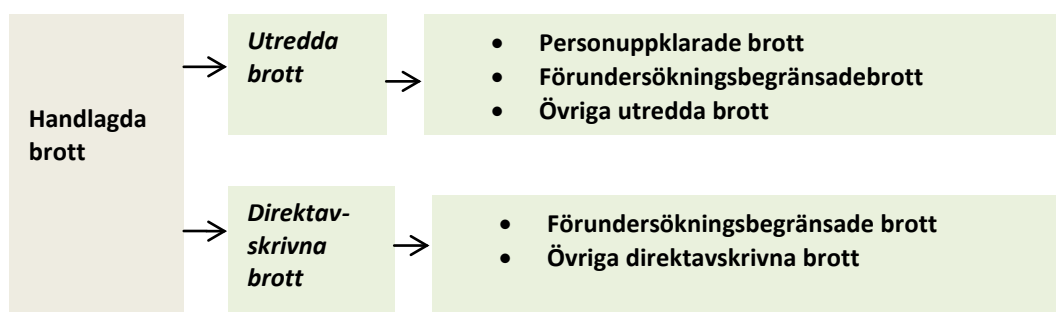 Handlagda
brott
Utredda
brott
• Personuppklarade brott
• Förundersökningsbegränsadebrott
• Övriga utredda brott
Direktav-
skrivna
brott
• Förundersökningsbegränsade brott
• Övriga direktavskrivna brott